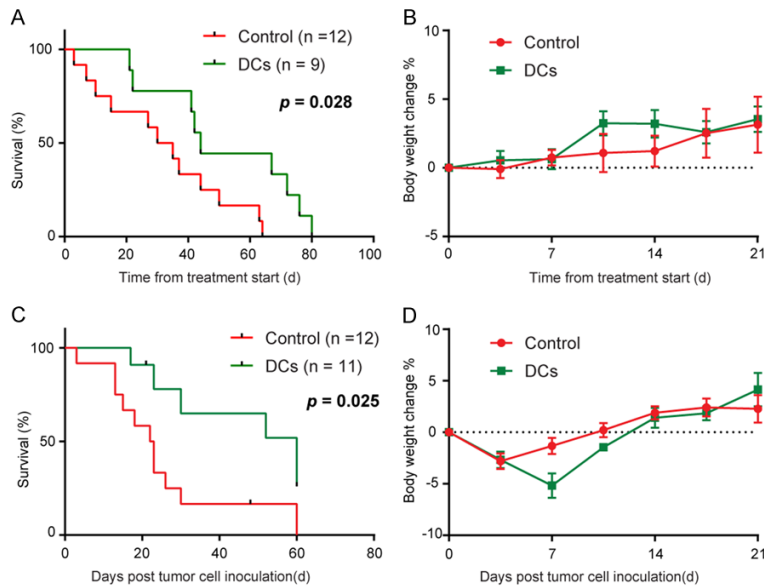 A
Control (n =12)
DCs (n = 9)
p = 0.028
Survival (%)
100
50
0
0 20 40 60 80 100
Time from treatment start (d)
B
Control
DCs
Body weight change %
10
5
0
-5
0 7 14 21
Time from treatment start (d)
C
Control (n =12)
DCs (n = 11)
p = 0.025
Survival (%)
100
50
0
0 20 40 60 80
Days post tumor cell inoculation(d)
D
Control
DCs
Body weight change %
10
5
0
-5
-10
0 7 14 21
Days post tumor cell inoculation(d)